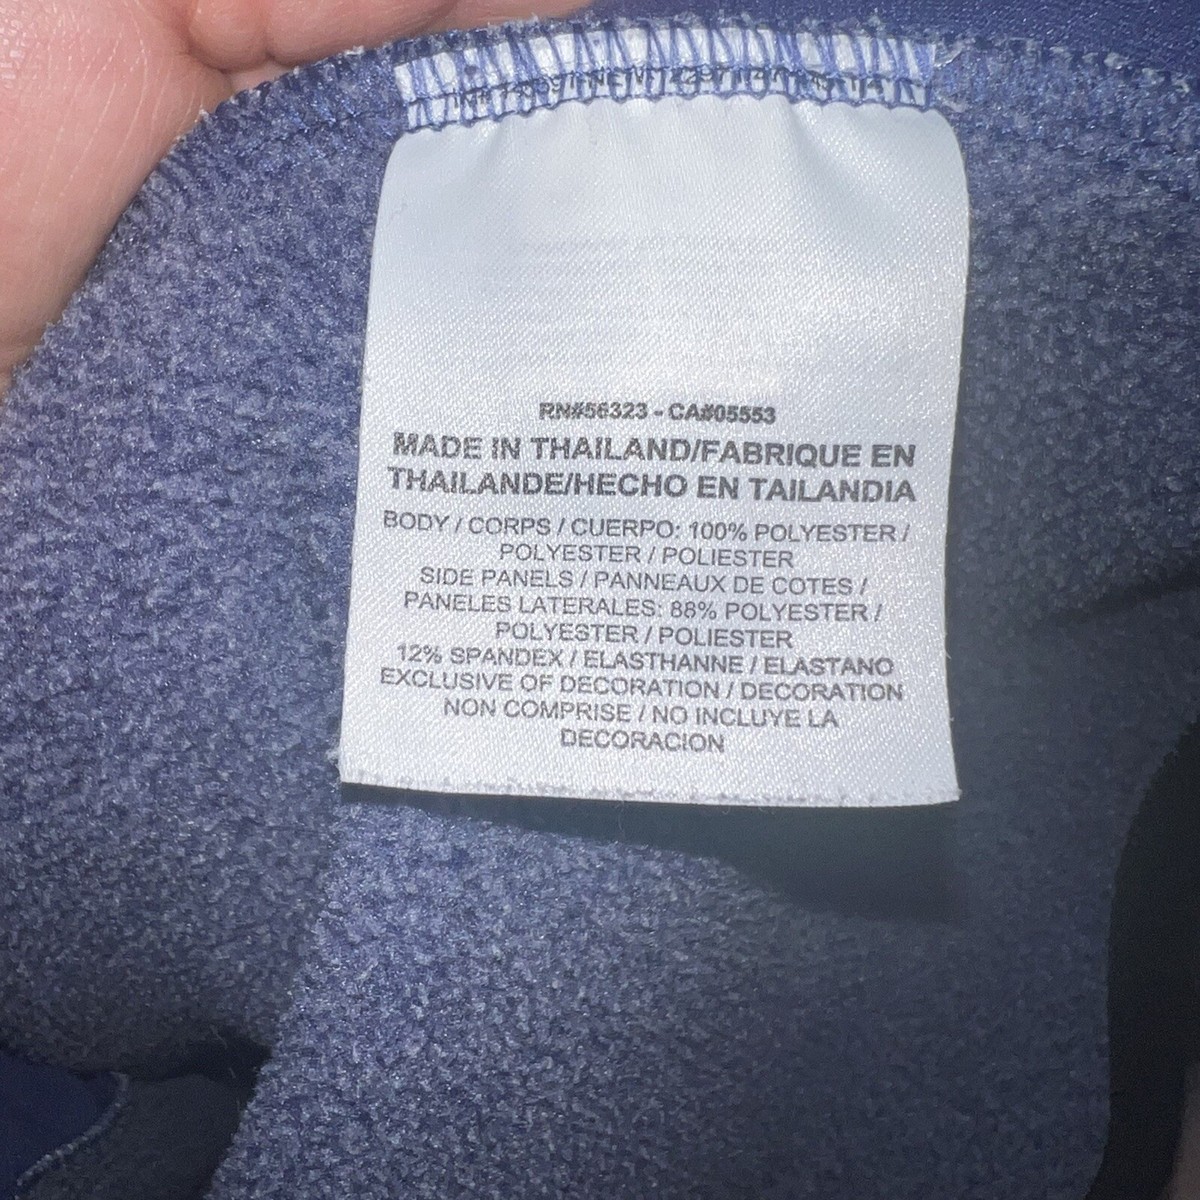 RN#56323 - CA#05553
MADE IN THAILAND/FABRIQUE EN
THAILANDE/HECHO EN TAILANDIA
BODY / CORPS / CUERPO: 100% POLYESTER /
POLYESTER / POLIESTER
SIDE PANELS / PANNEAUX DE COTES /
PANELES LATERALES: 88% POLYESTER /
POLYESTER / POLIESTER
12% SPANDEX / ELASTHANNE / ELASTANO
EXCLUSIVE OF DECORATION / DECORATION
NON COMPRISE / NO INCLUYE LA
DECORACION